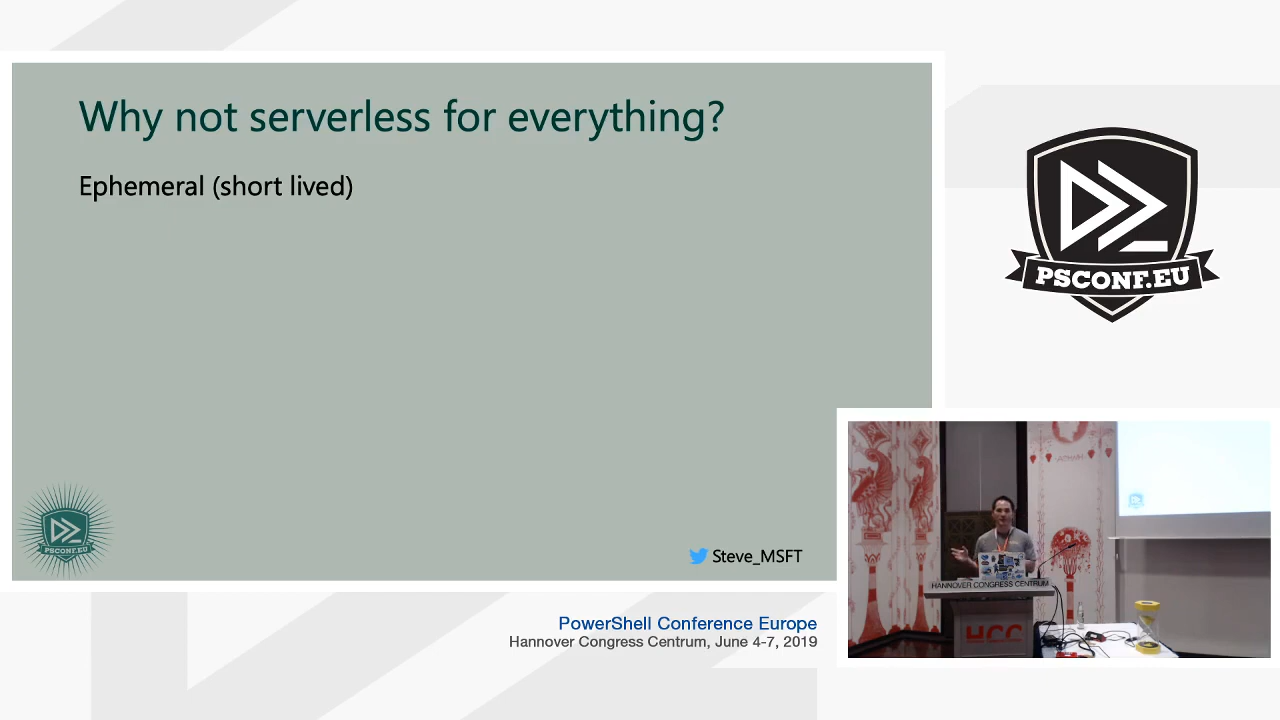 Why not serverless for everything?
Ephemeral (short lived)
PSCONF.EU
PSCONF.EU
Steve_MSFT
PowerShell Conference Europe
Hannover Congress Centrum, June 4-7, 2019
HANNOVER CONGRESS CENTRUM
HCC